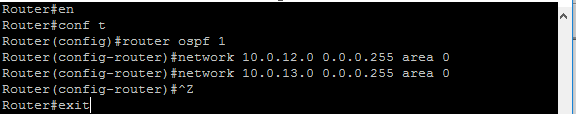 Router#en
Router#conf t
Router(config)#router ospf 1
Router(config-router)#network 10.0.12.0 0.0.0.255 area 0
Router(config-router)#network 10.0.13.0 0.0.0.255 area 0
Router(config-router)#^Z
Router#exit